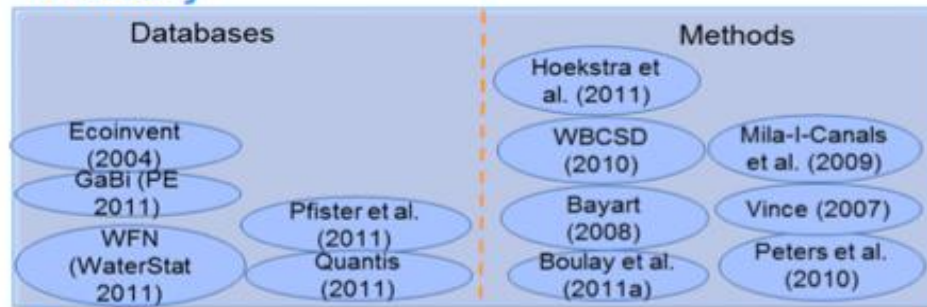 Databases
Ecoinvent
(2004)
GaBi (PE
2011)
WFN
(WaterStat
2011)
Pfister et al.
(2011)
Quantis
(2011)
Methods
Hoekstra et
al. (2011)
WBCSD
(2010)
Bayart
(2008)
Boulay et al.
(2011a)
Mila-I-Canals
et al. (2009)
Vince (2007)
Peters et al.
(2010)